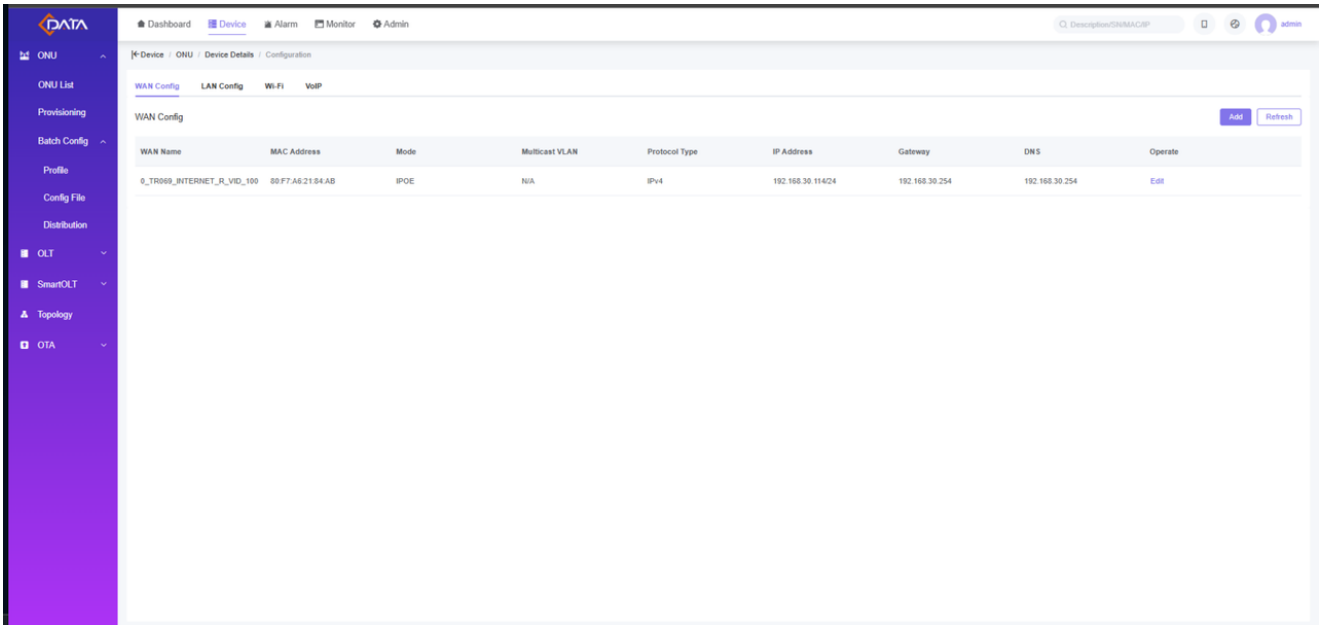 DATA
Dashboard Device Alarm Monitor Admin Description/SN/MAC/IP admin
ONU
ONU List
Provisioning
Batch Config
Profile
Config File
Distribution
OLT
SmartOLT
Topology
OTA
Device / ONU / Device Details / Configuration
WAN Config LAN Config Wi-Fi VoIP
WAN Config Add Refresh
WAN Name MAC Address Mode Multicast VLAN Protocol Type IP Address Gateway DNS Operate
0_TR069_INTERNET_R_VID_100 80:F7:A6:21:84:AB IPOE N/A IPv4 192.168.30.114/24 192.168.30.254 192.168.30.254 Edit